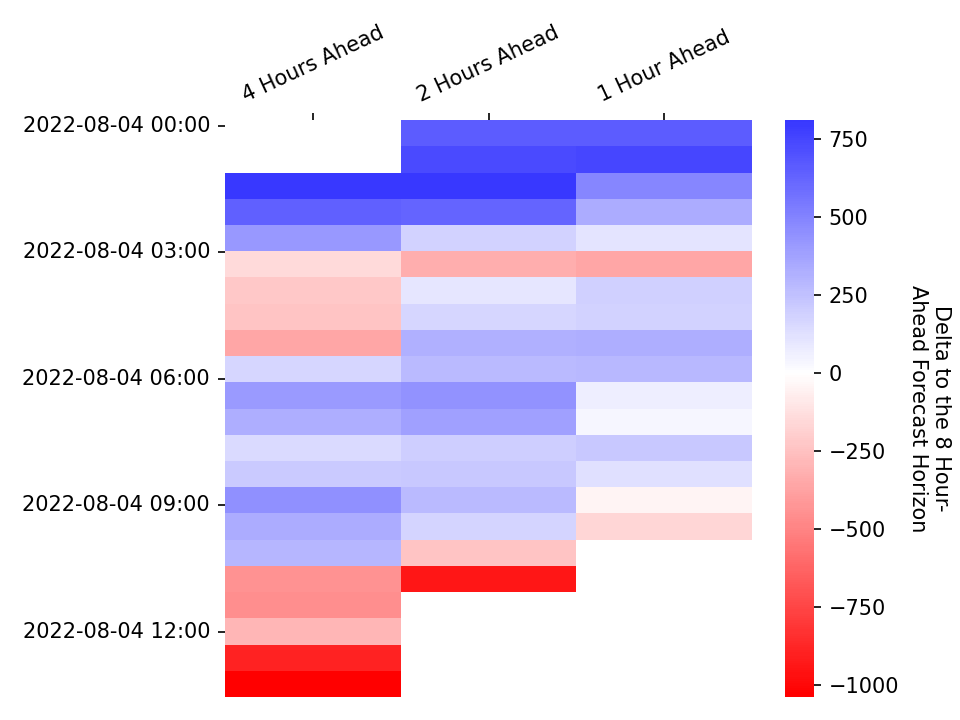 4 Hours Ahead
2 Hours Ahead
1 Hour Ahead
2022-08-04 00:00
2022-08-04 03:00
2022-08-04 06:00
2022-08-04 09:00
2022-08-04 12:00
750
500
250
0
−250
−500
−750
−1000
Delta to the 8 Hour-
Ahead Forecast Horizon